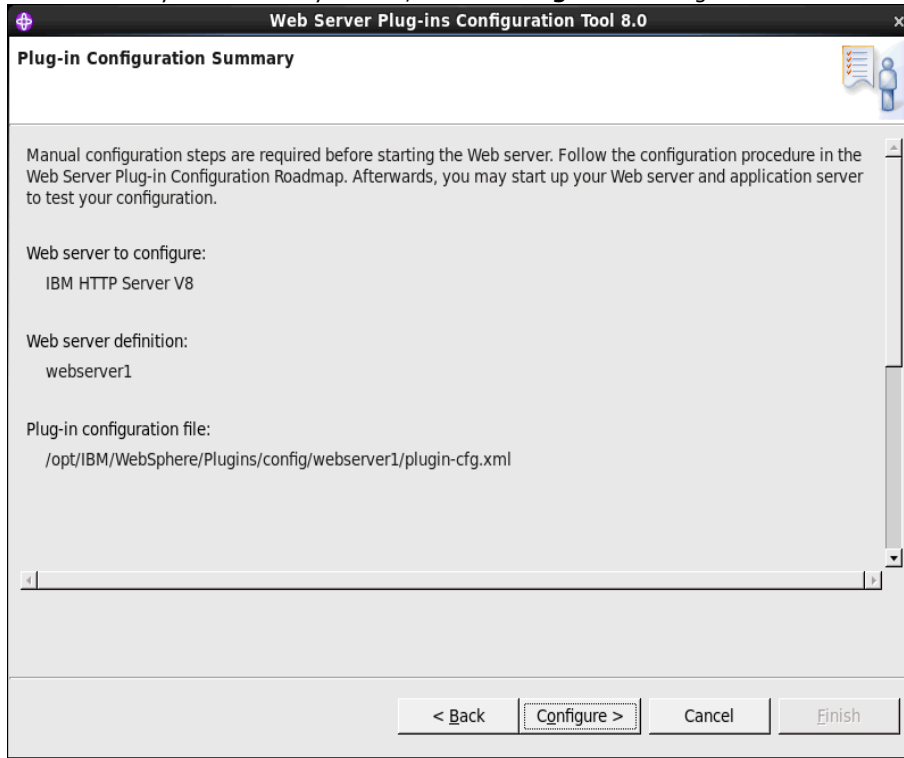 Web Server Plug-ins Configuration Tool 8.0
Plug-in Configuration Summary
Manual configuration steps are required before starting the Web server. Follow the configuration procedure in the
Web Server Plug-in Configuration Roadmap. Afterwards, you may start up your Web server and application server
to test your configuration.
Web server to configure:
IBM HTTP Server V8
Web server definition:
webserver1
Plug-in configuration file:
/opt/IBM/WebSphere/Plugins/config/webserver1/plugin-cfg.xml
< Back Configure > Cancel Finish